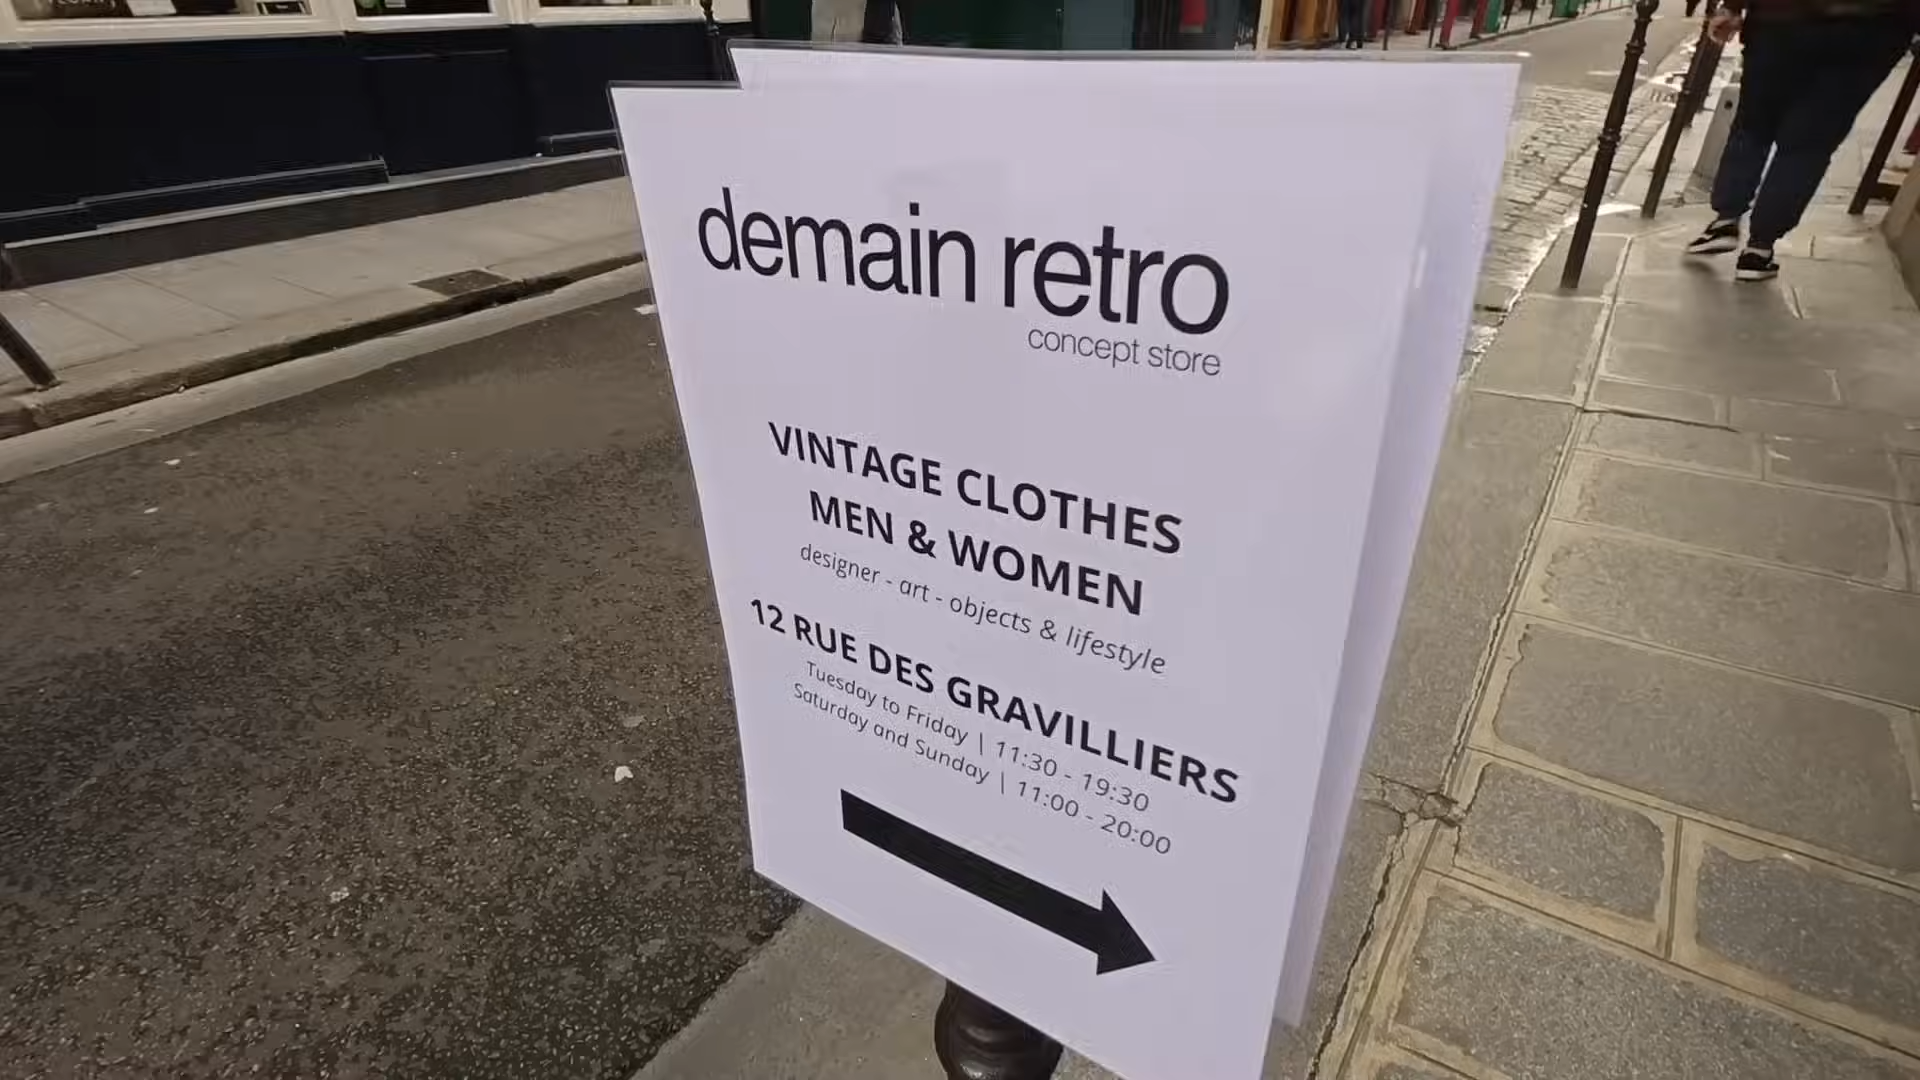 demain retro
concept store
VINTAGE CLOTHES
MEN & WOMEN
designer - art - objects & lifestyle
12 RUE DES GRAVILLIERS
Tuesday to Friday | 11:30 - 19:30
Saturday and Sunday | 11:00 - 20:00